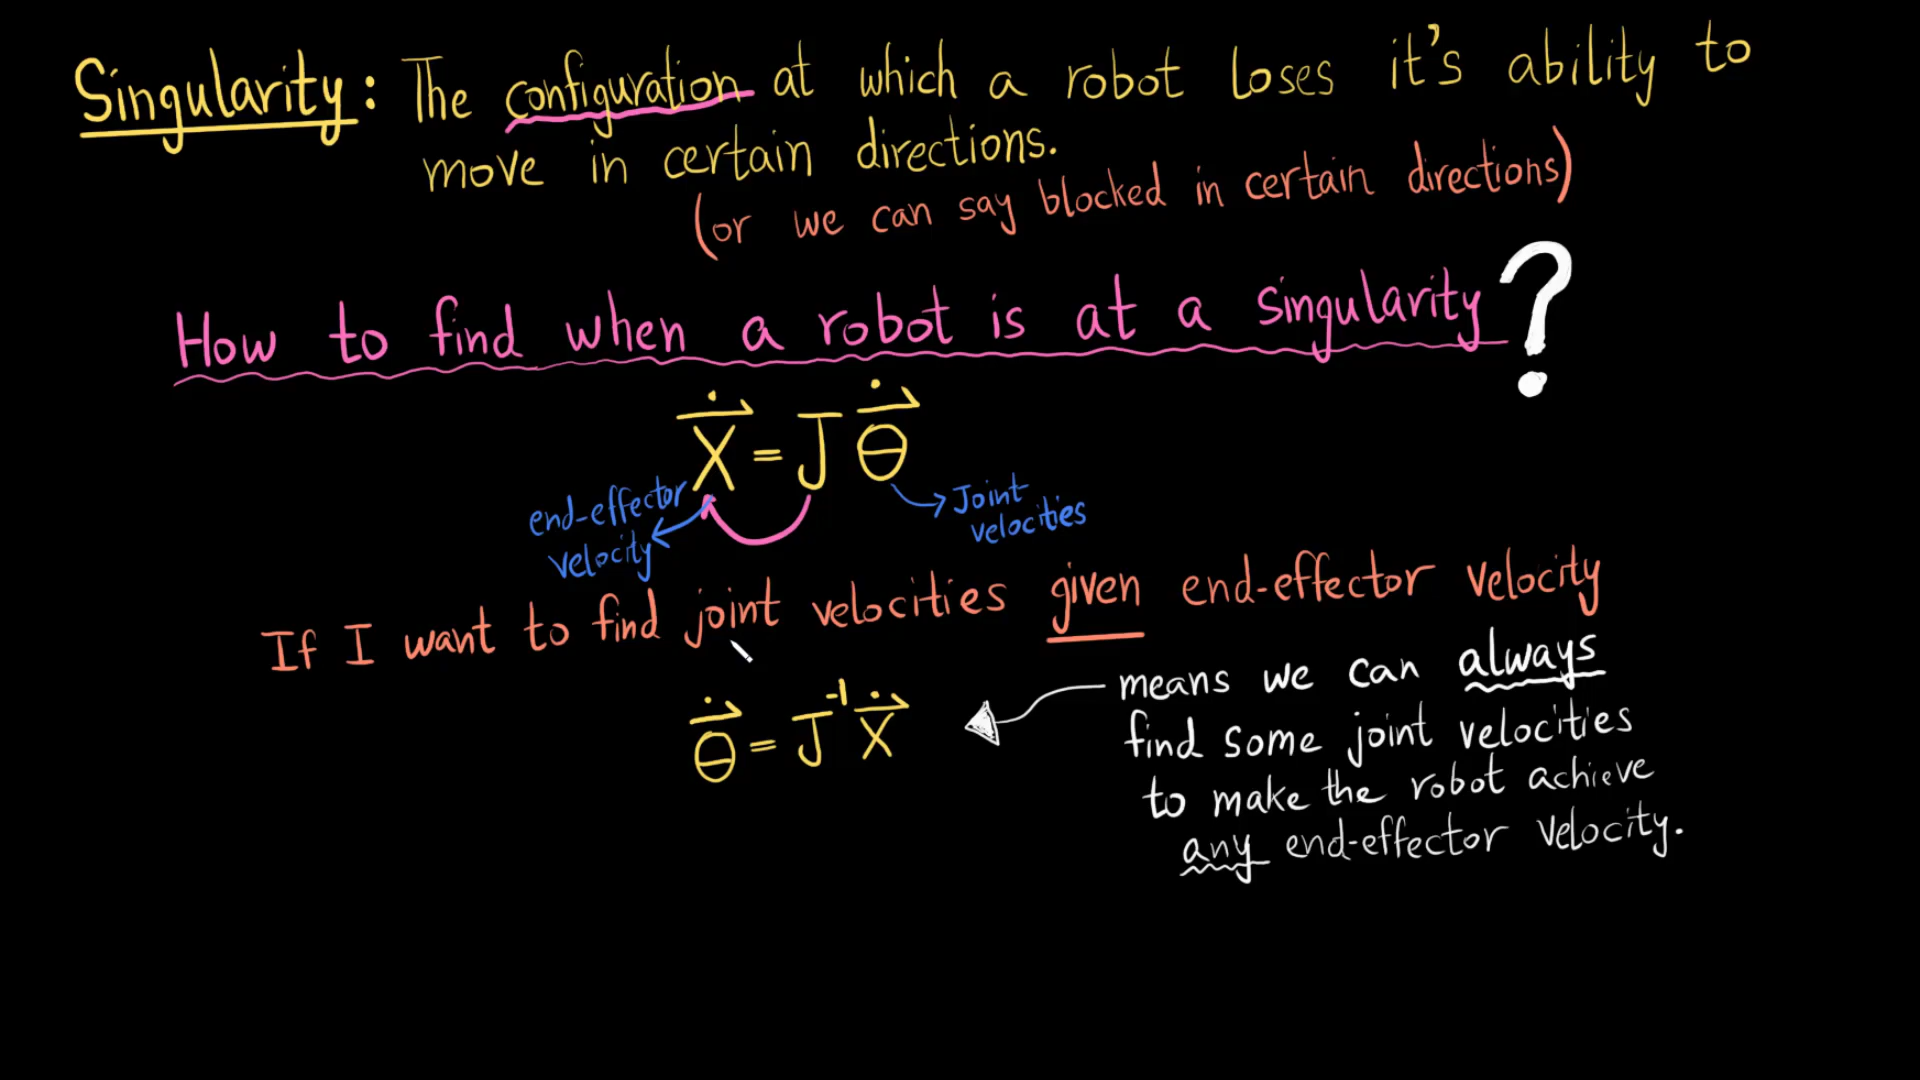 Singularity: The configuration at which a robot loses it's ability to
move in certain directions.
(or we can say blocked in certain directions)
How to find when a robot is at a singularity?
Ẋ⃗ = J θ̇⃗
end-effector
velocity
Joint
velocities
If I want to find joint velocities given end-effector velocity
θ̇⃗ = J⁻¹ Ẋ⃗
means we can always
find some joint velocities
to make the robot achieve
any end-effector velocity.